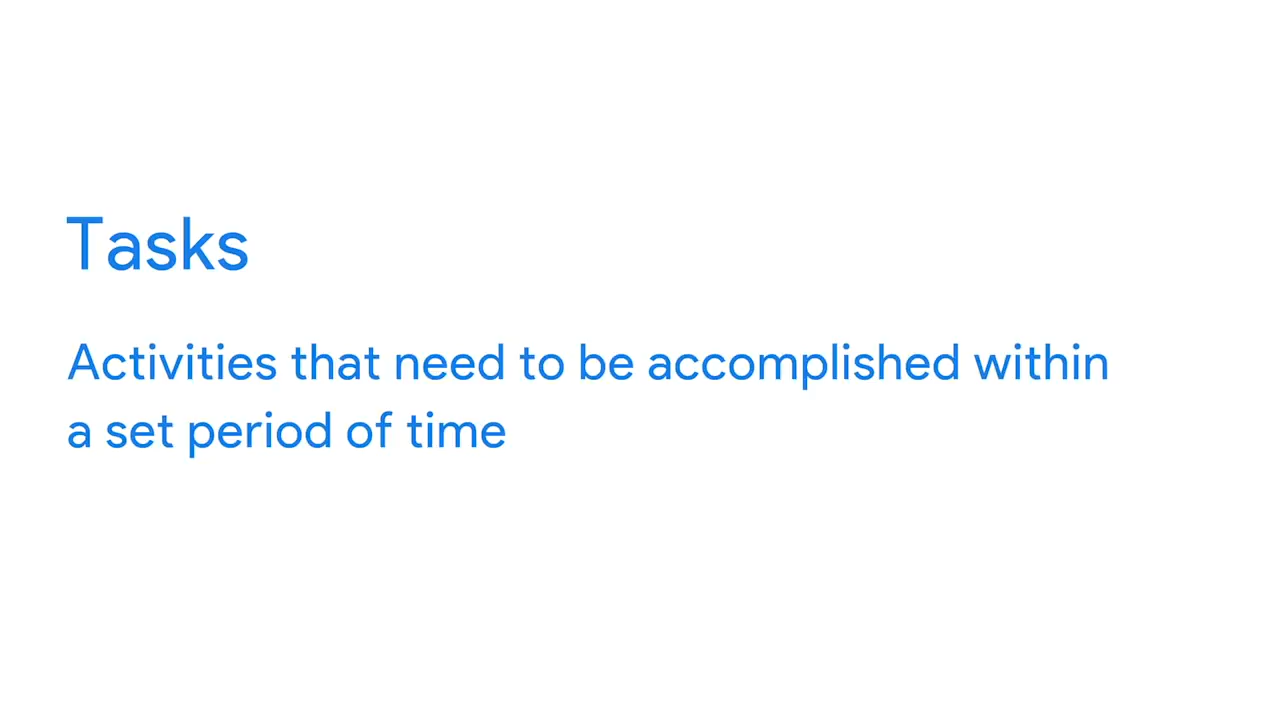 Tasks
Activities that need to be accomplished within
a set period of time